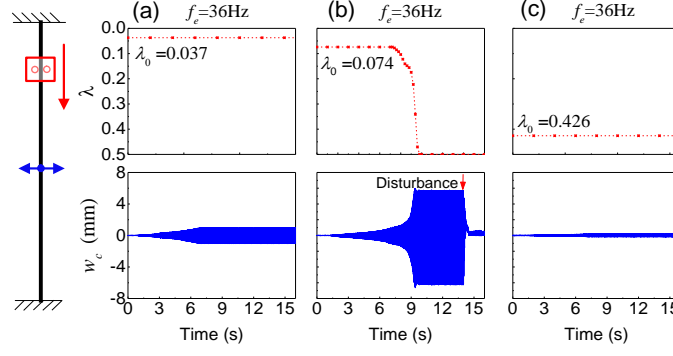 (a) f_e=36Hz (b) f_e=36Hz (c) f_e=36Hz
0.0
0.1
0.2
0.3
0.4
0.5
λ
λ_0=0.037
λ_0=0.074
λ_0=0.426
8
4
0
-4
-8
w_c (mm)
Disturbance
0 3 6 9 12 15 0 3 6 9 12 15 0 3 6 9 12 15
Time (s) Time (s) Time (s)